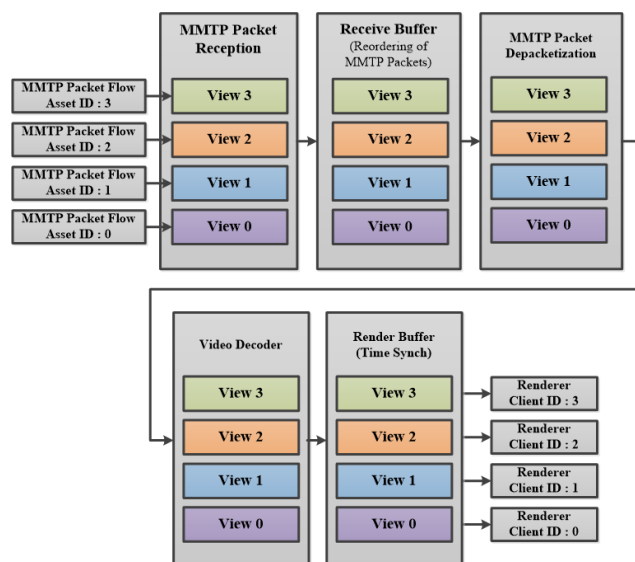 MMTP Packet
Reception
MMTP Packet Flow
Asset ID : 3
MMTP Packet Flow
Asset ID : 2
MMTP Packet Flow
Asset ID : 1
MMTP Packet Flow
Asset ID : 0
View 3
View 2
View 1
View 0
Receive Buffer
(Reordering of
MMTP Packets)
View 3
View 2
View 1
View 0
MMTP Packet
Depacketization
View 3
View 2
View 1
View 0
Video Decoder
View 3
View 2
View 1
View 0
Render Buffer
(Time Synch)
View 3
View 2
View 1
View 0
Renderer
Client ID : 3
Renderer
Client ID : 2
Renderer
Client ID : 1
Renderer
Client ID : 0